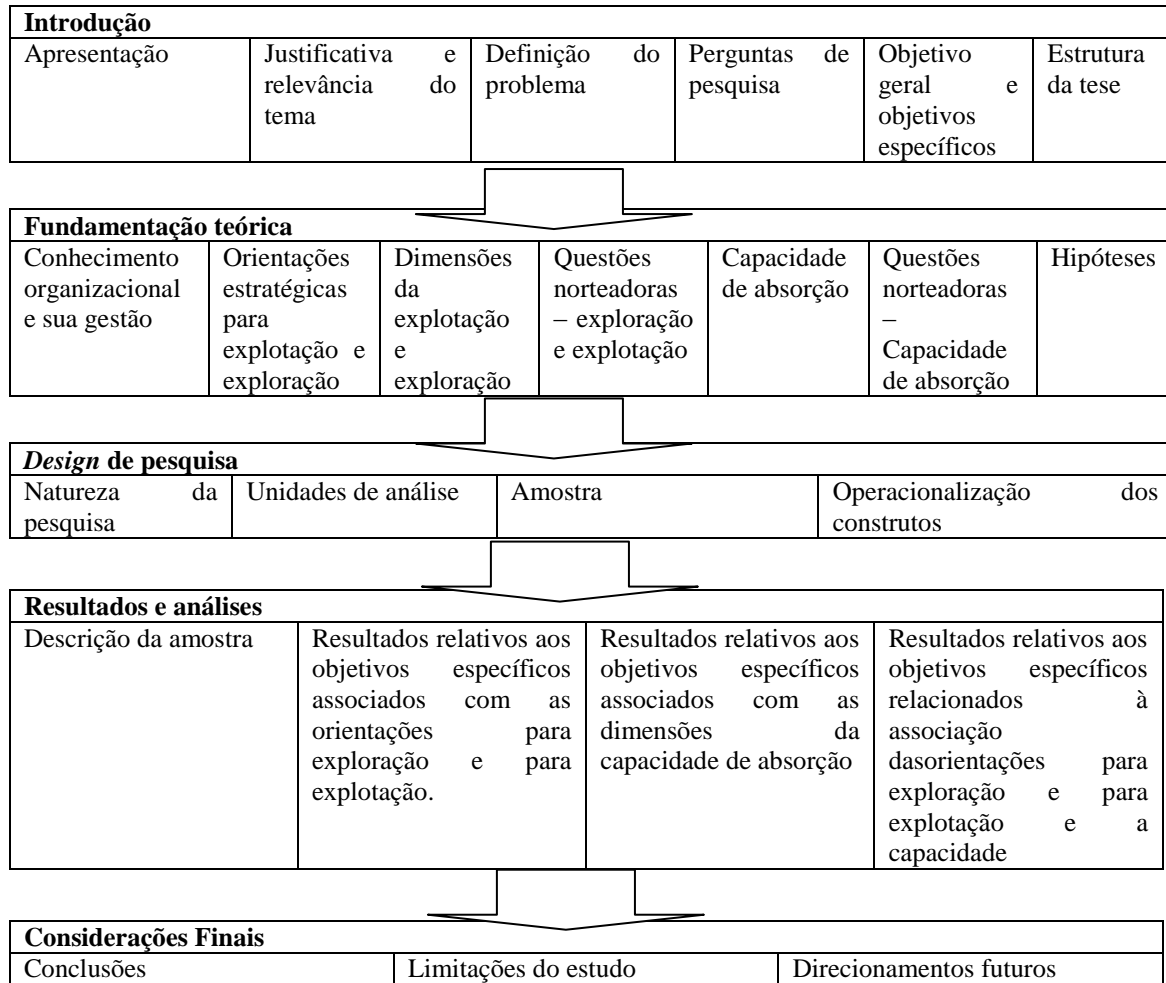 Introdução
Apresentação
Justificativa e
relevância do
tema
Definição do
problema
Perguntas de
pesquisa
Objetivo
geral e
objetivos
específicos
Estrutura
da tese
Fundamentação teórica
Conhecimento
organizacional
e sua gestão
Orientações
estratégicas
para
explotação e
exploração
Dimensões
da
explotação
e
exploração
Questões
norteadoras
– exploração
e explotação
Capacidade
de absorção
Questões
norteadoras
–
Capacidade
de absorção
Hipóteses
Design de pesquisa
Natureza da
pesquisa
Unidades de análise
Amostra
Operacionalização dos
construtos
Resultados e análises
Descrição da amostra
Resultados relativos aos
objetivos específicos
associados com as
orientações para
exploração e para
explotação.
Resultados relativos aos
objetivos específicos
associados com as
dimensões da
capacidade de absorção
Resultados relativos aos
objetivos específicos
relacionados à
associação
dasorientações para
exploração e para
explotação e a
capacidade
Considerações Finais
Conclusões
Limitações do estudo
Direcionamentos futuros